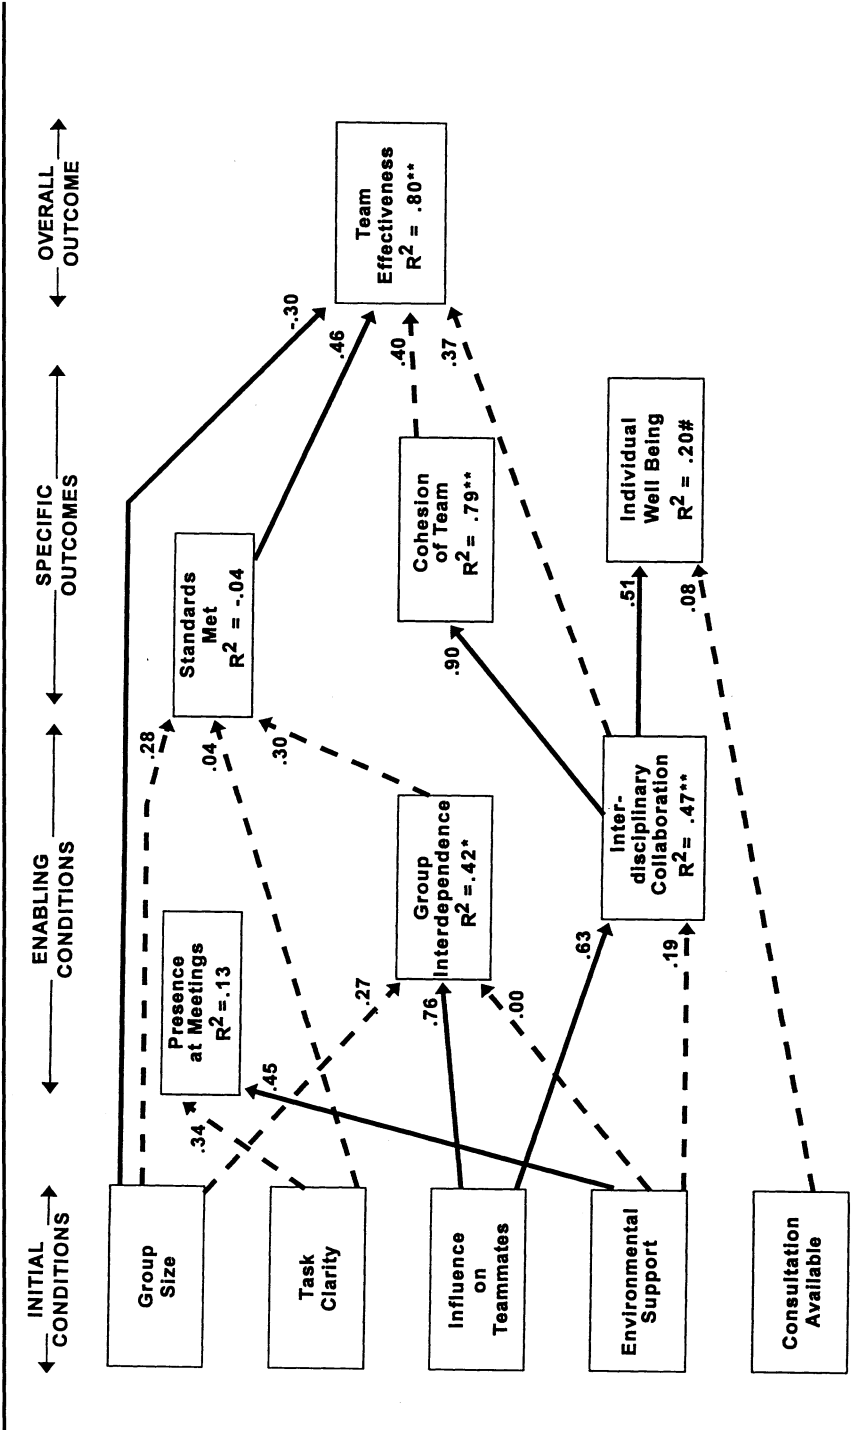 INITIAL
CONDITIONS
ENABLING
CONDITIONS
SPECIFIC
OUTCOMES
OVERALL
OUTCOME
Group
Size
Task
Clarity
Influence
on
Teammates
Environmental
Support
Consultation
Available
.34
.45
.27
.76
.00
.63
.19
Presence
at Meetings
R² =.13
Group
Interdependence
R² =.42*
Inter-
disciplinary
Collaboration
R² = .47**
.28
.04
.30
.90
.51
.08
Standards
Met
R² = -.04
Cohesion
of Team
R² = .79**
Individual
Well Being
R² = .20#
-.30
.46
.40
.37
Team
Effectiveness
R² = .80**